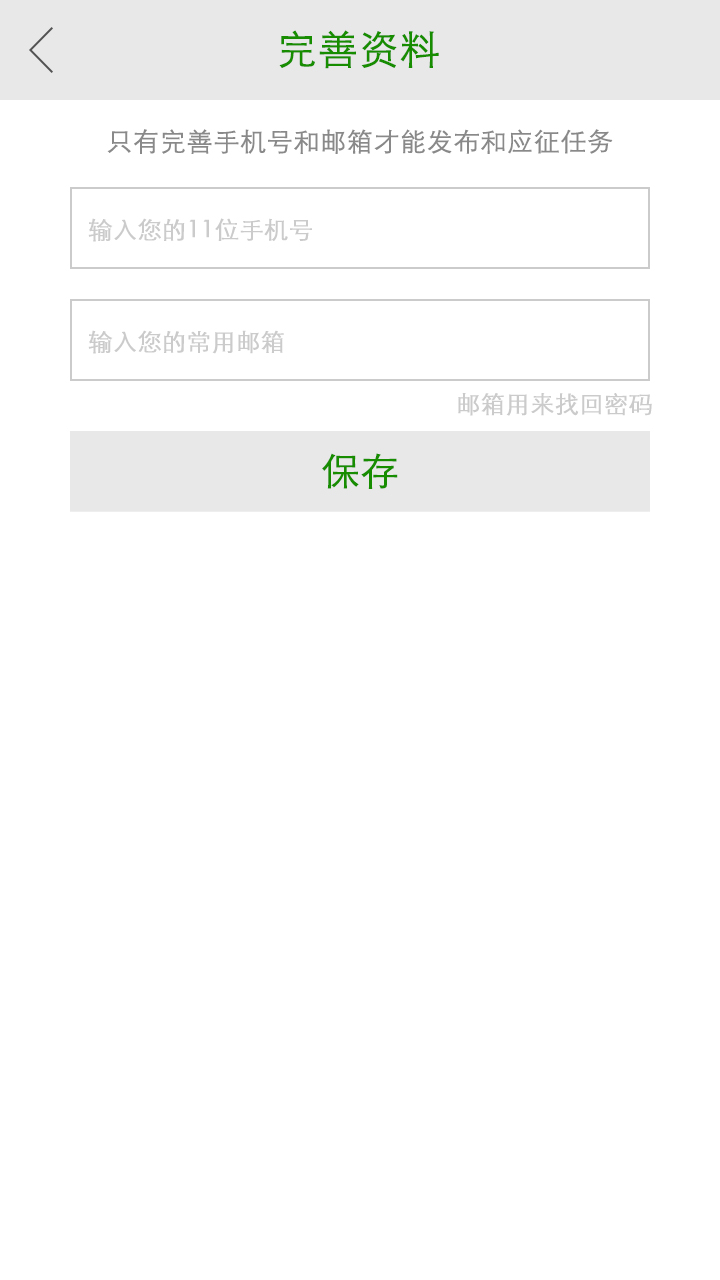 完善资料
只有完善手机号和邮箱才能发布和应征任务
输入您的11位手机号
输入您的常用邮箱
邮箱用来找回密码
保存